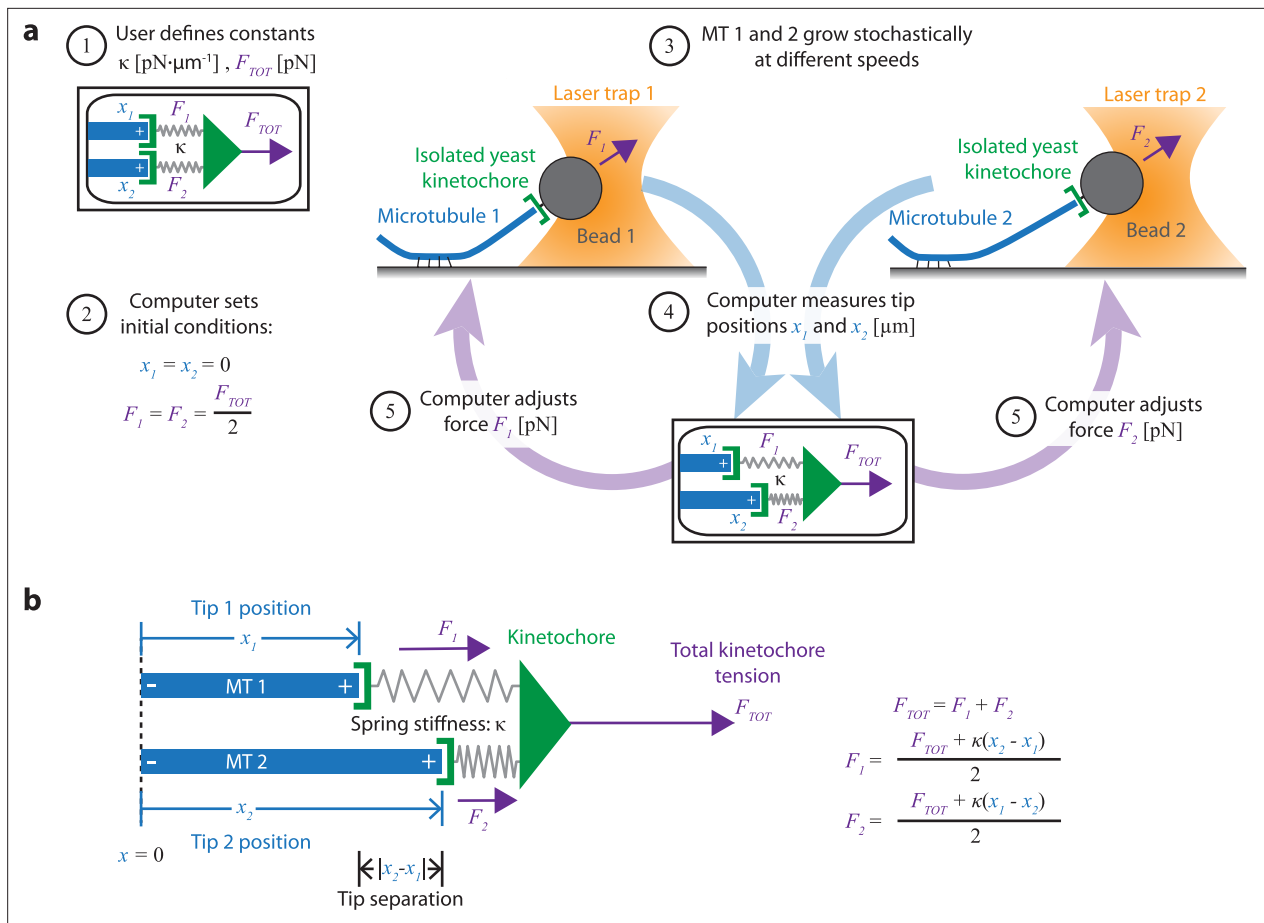 a
1 User defines constants
κ [pN·µm⁻¹] , F_TOT [pN]
x₁ F₁ F_TOT
+ κ
+
x₂ F₂
2 Computer sets
initial conditions:
x₁ = x₂ = 0
F₁ = F₂ = F_TOT / 2
3 MT 1 and 2 grow stochastically
at different speeds
Laser trap 1
F₁
Isolated yeast
kinetochore
Microtubule 1
Bead 1
Laser trap 2
F₂
Isolated yeast
kinetochore
Microtubule 2
Bead 2
4 Computer measures tip
positions x₁ and x₂ [µm]
5 Computer adjusts
force F₁ [pN]
5 Computer adjusts
force F₂ [pN]
x₁ F₁ F_TOT
+ κ
+
x₂ F₂
b
Tip 1 position
x₁
F₁
Kinetochore
- MT 1 +
Total kinetochore
tension
F_TOT
Spring stiffness: κ
- MT 2 +
x₂
F₂
Tip 2 position
x = 0
|x₂-x₁|
Tip separation
F_TOT = F₁ + F₂
F₁ = F_TOT + κ(x₂ - x₁) / 2
F₂ = F_TOT + κ(x₁ - x₂) / 2